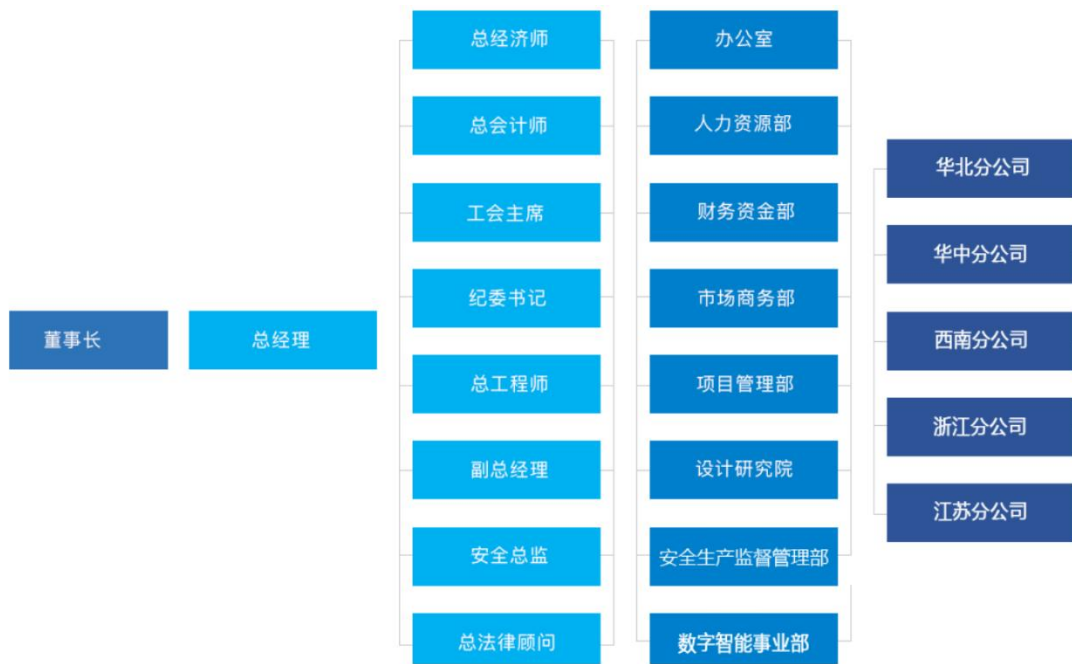 董事长
总经理
总经济师
总会计师
工会主席
纪委书记
总工程师
副总经理
安全总监
总法律顾问
办公室
人力资源部
财务资金部
市场商务部
项目管理部
设计研究院
安全生产监督管理部
数字智能事业部
华北分公司
华中分公司
西南分公司
浙江分公司
江苏分公司